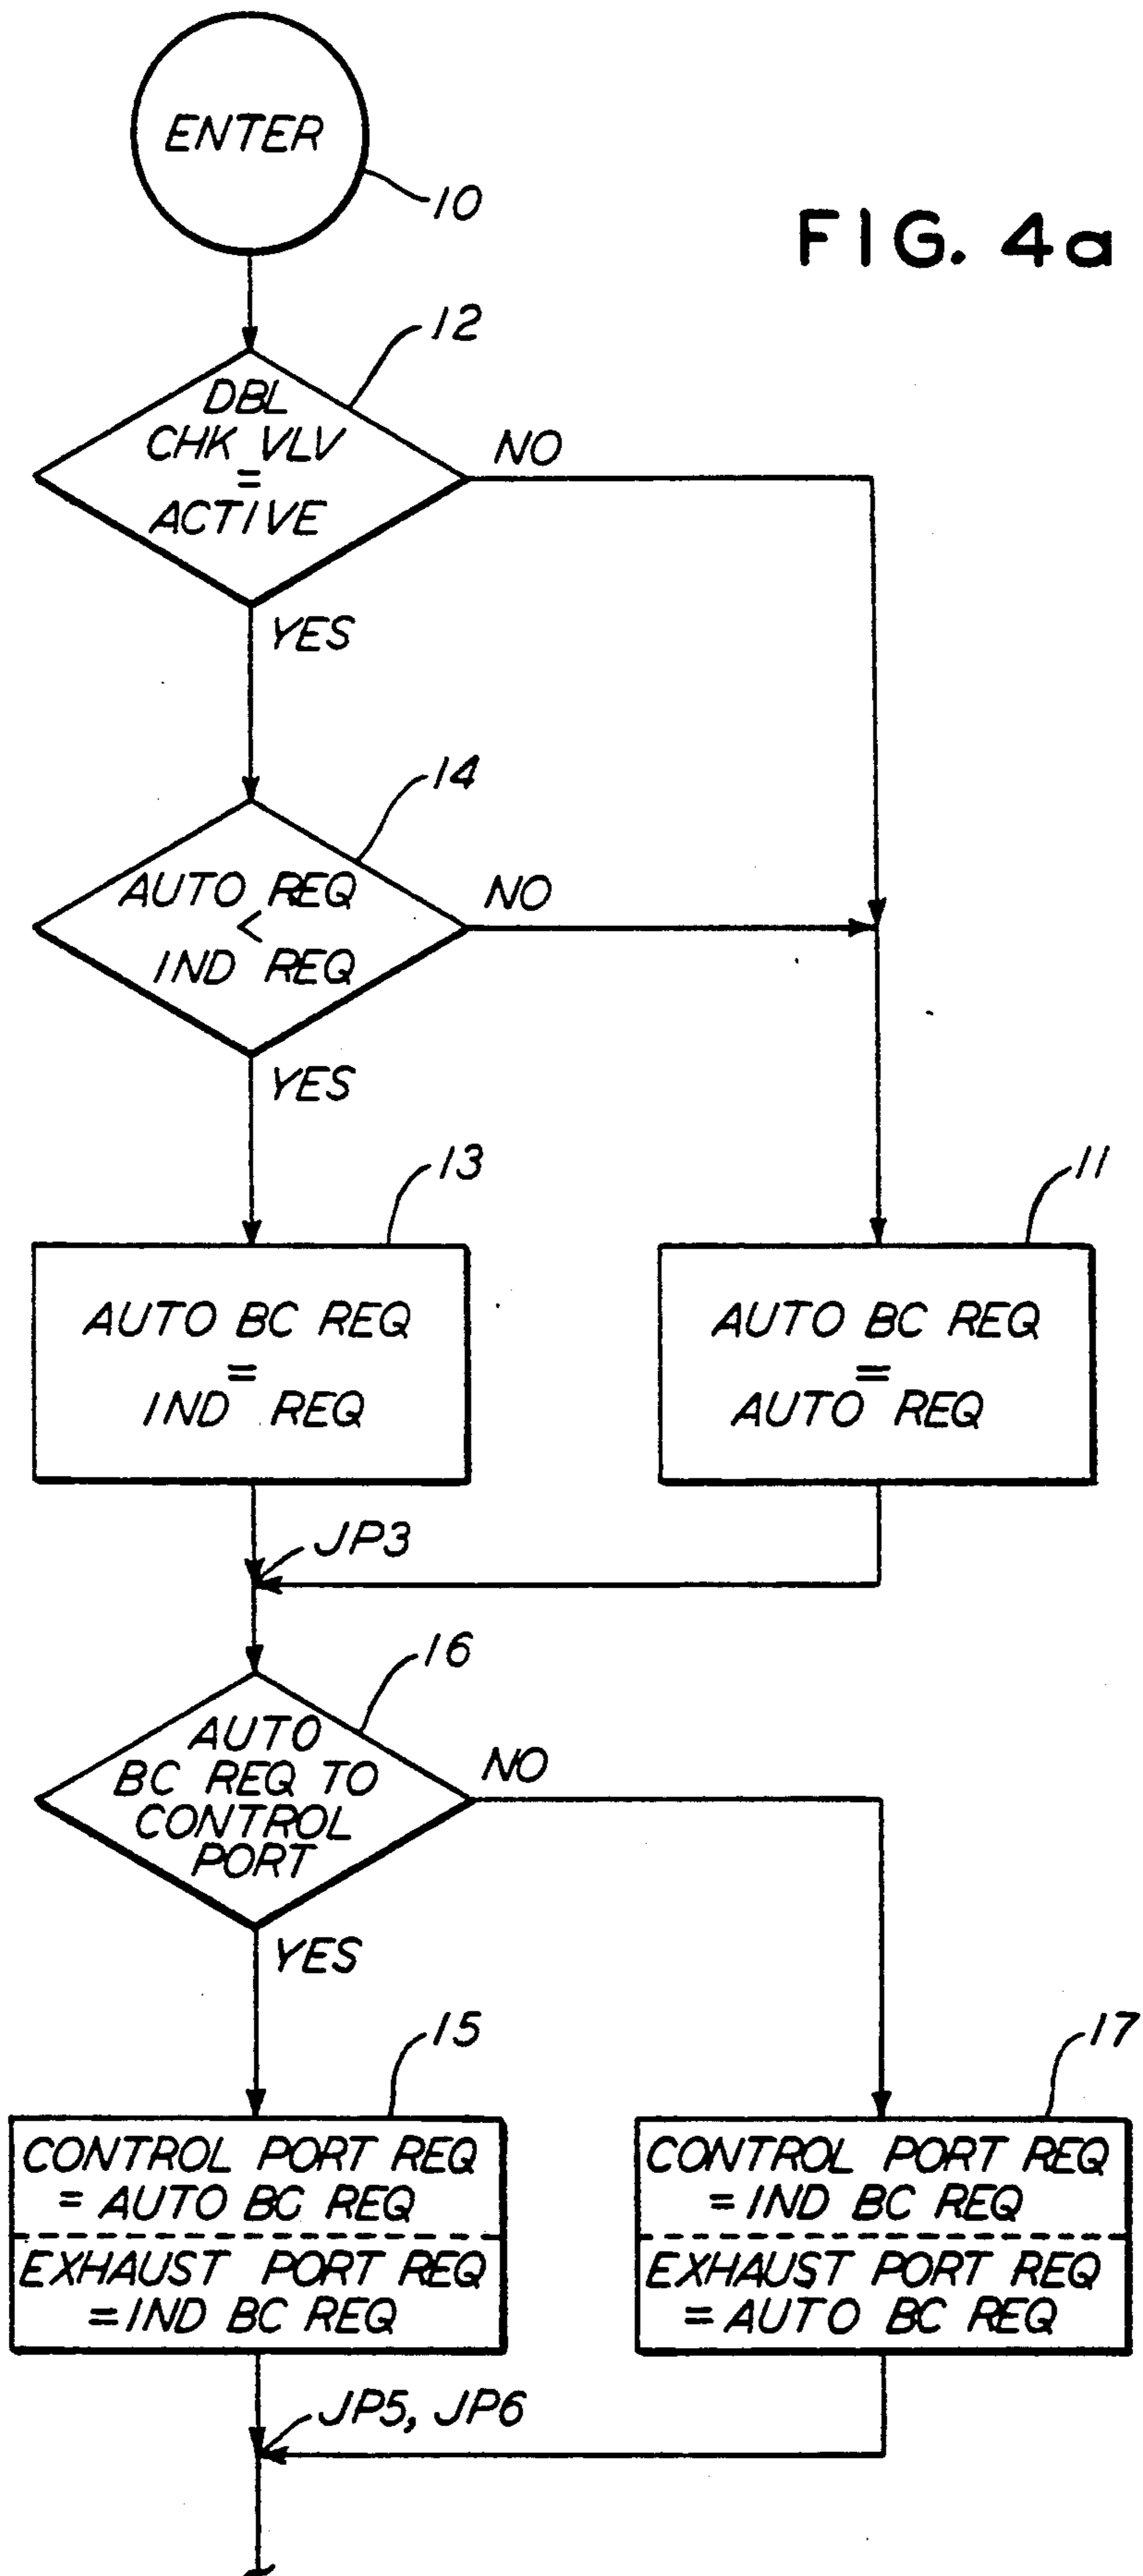 ENTER
10
FIG. 4a
12
DBL
CHK VLV
=
ACTIVE
NO
YES
14
AUTO REQ
<
IND REQ
NO
YES
13
AUTO BC REQ
=
IND REQ
11
AUTO BC REQ
=
AUTO REQ
JP3
16
AUTO
BC REQ TO
CONTROL
PORT
NO
YES
15
CONTROL PORT REQ
= AUTO BC REQ
EXHAUST PORT REQ
= IND BC REQ
17
CONTROL PORT REQ
= IND BC REQ
EXHAUST PORT REQ
= AUTO BC REQ
JP5, JP6